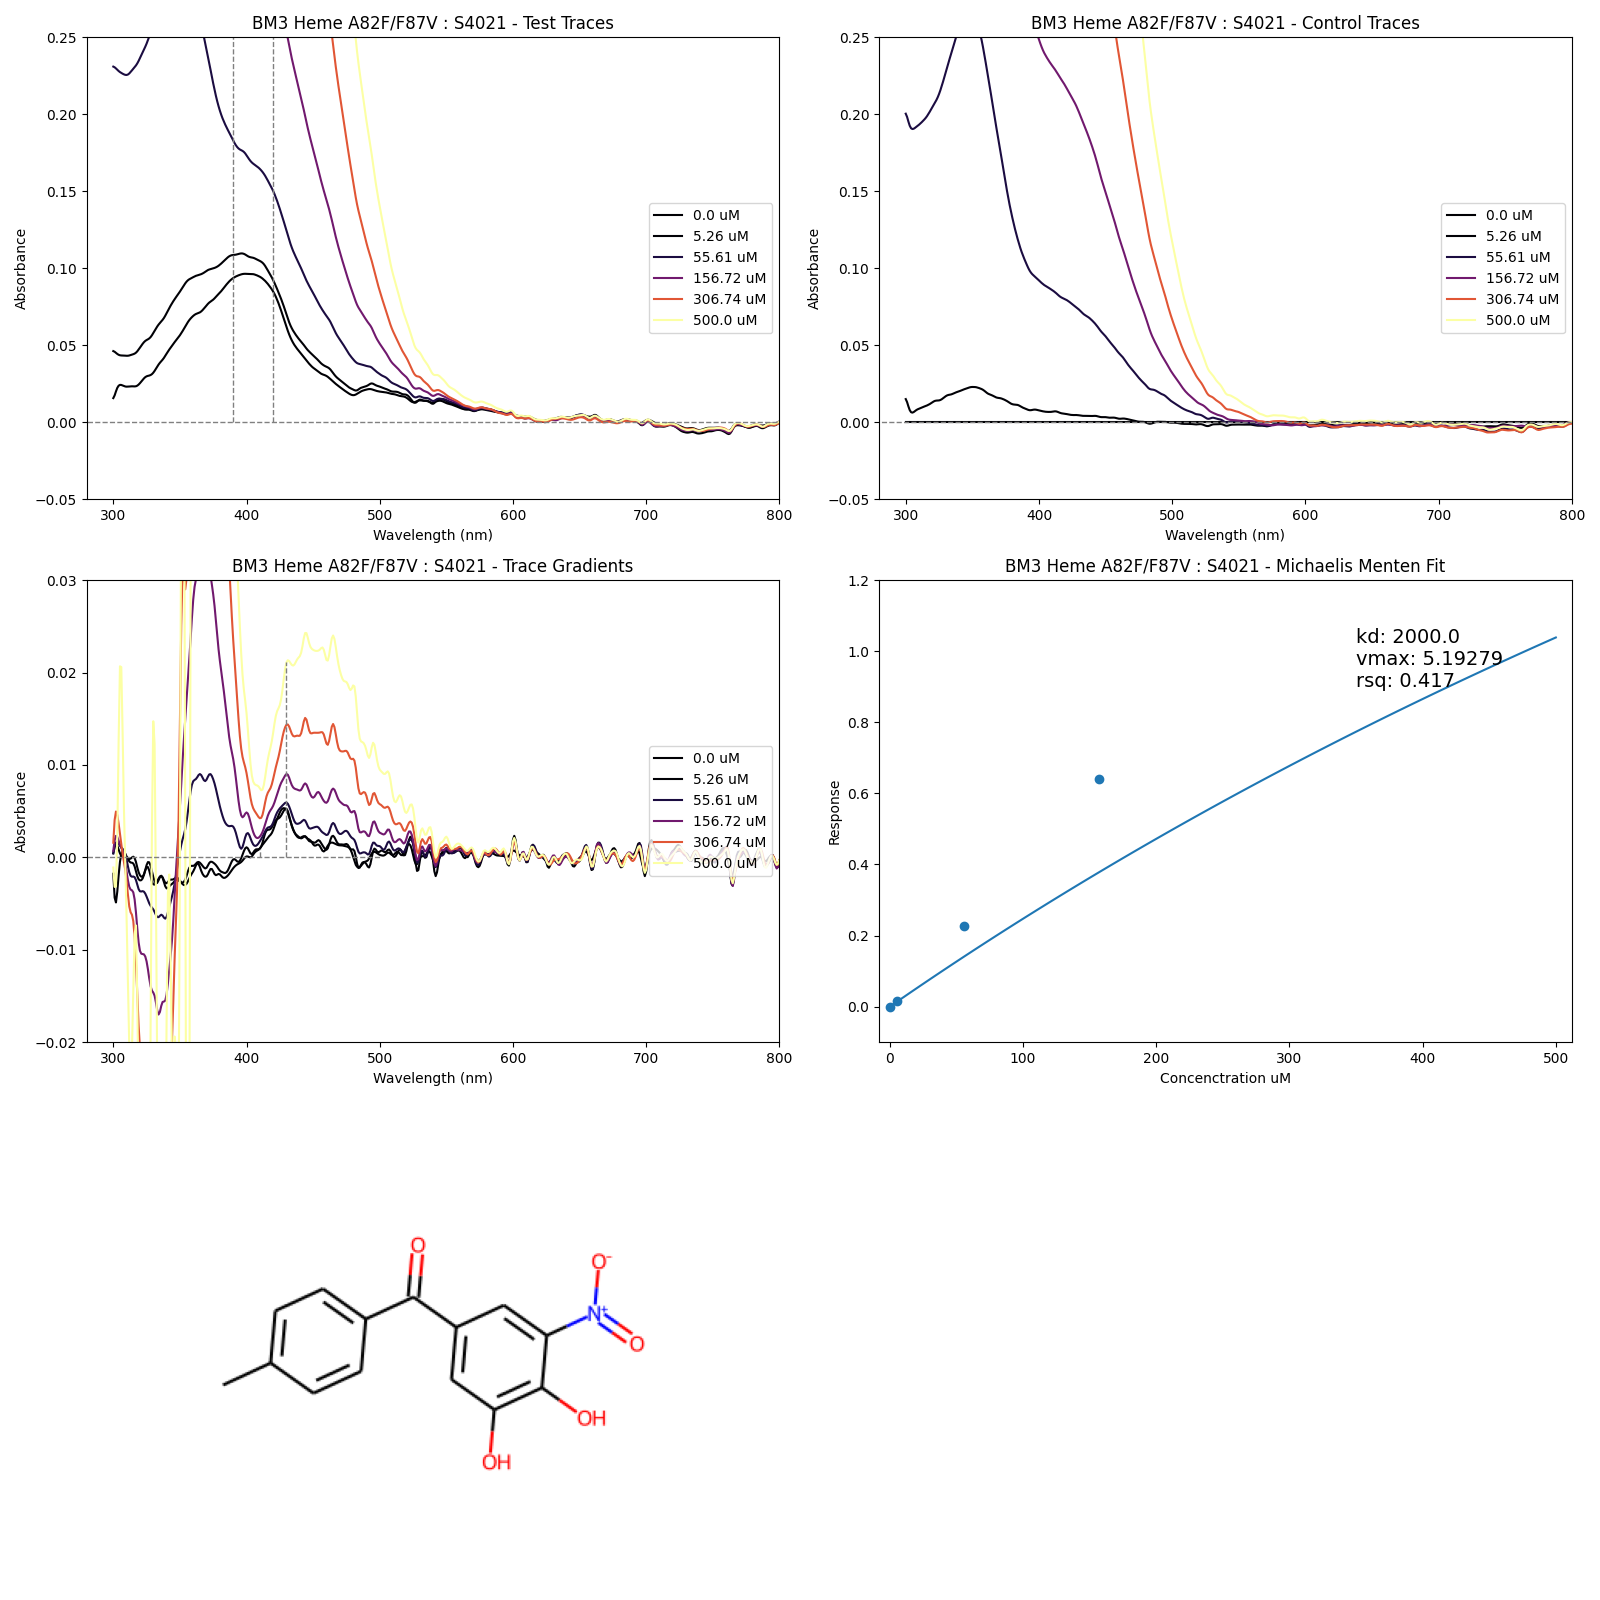 BM3 Heme A82F/F87V : S4021 - Test Traces
0.25
0.20
0.15
0.10
0.05
0.00
−0.05
Absorbance
300 400 500 600 700 800
Wavelength (nm)
0.0 uM
5.26 uM
55.61 uM
156.72 uM
306.74 uM
500.0 uM
BM3 Heme A82F/F87V : S4021 - Control Traces
0.25
0.20
0.15
0.10
0.05
0.00
−0.05
Absorbance
300 400 500 600 700 800
Wavelength (nm)
0.0 uM
5.26 uM
55.61 uM
156.72 uM
306.74 uM
500.0 uM
BM3 Heme A82F/F87V : S4021 - Trace Gradients
0.03
0.02
0.01
0.00
−0.01
−0.02
Absorbance
300 400 500 600 700 800
Wavelength (nm)
0.0 uM
5.26 uM
55.61 uM
156.72 uM
306.74 uM
500.0 uM
BM3 Heme A82F/F87V : S4021 - Michaelis Menten Fit
1.2
1.0
0.8
0.6
0.4
0.2
0.0
Response
kd: 2000.0
vmax: 5.19279
rsq: 0.417
0 100 200 300 400 500
Concenctration uM
O
O⁻
N⁺
O
OH
OH